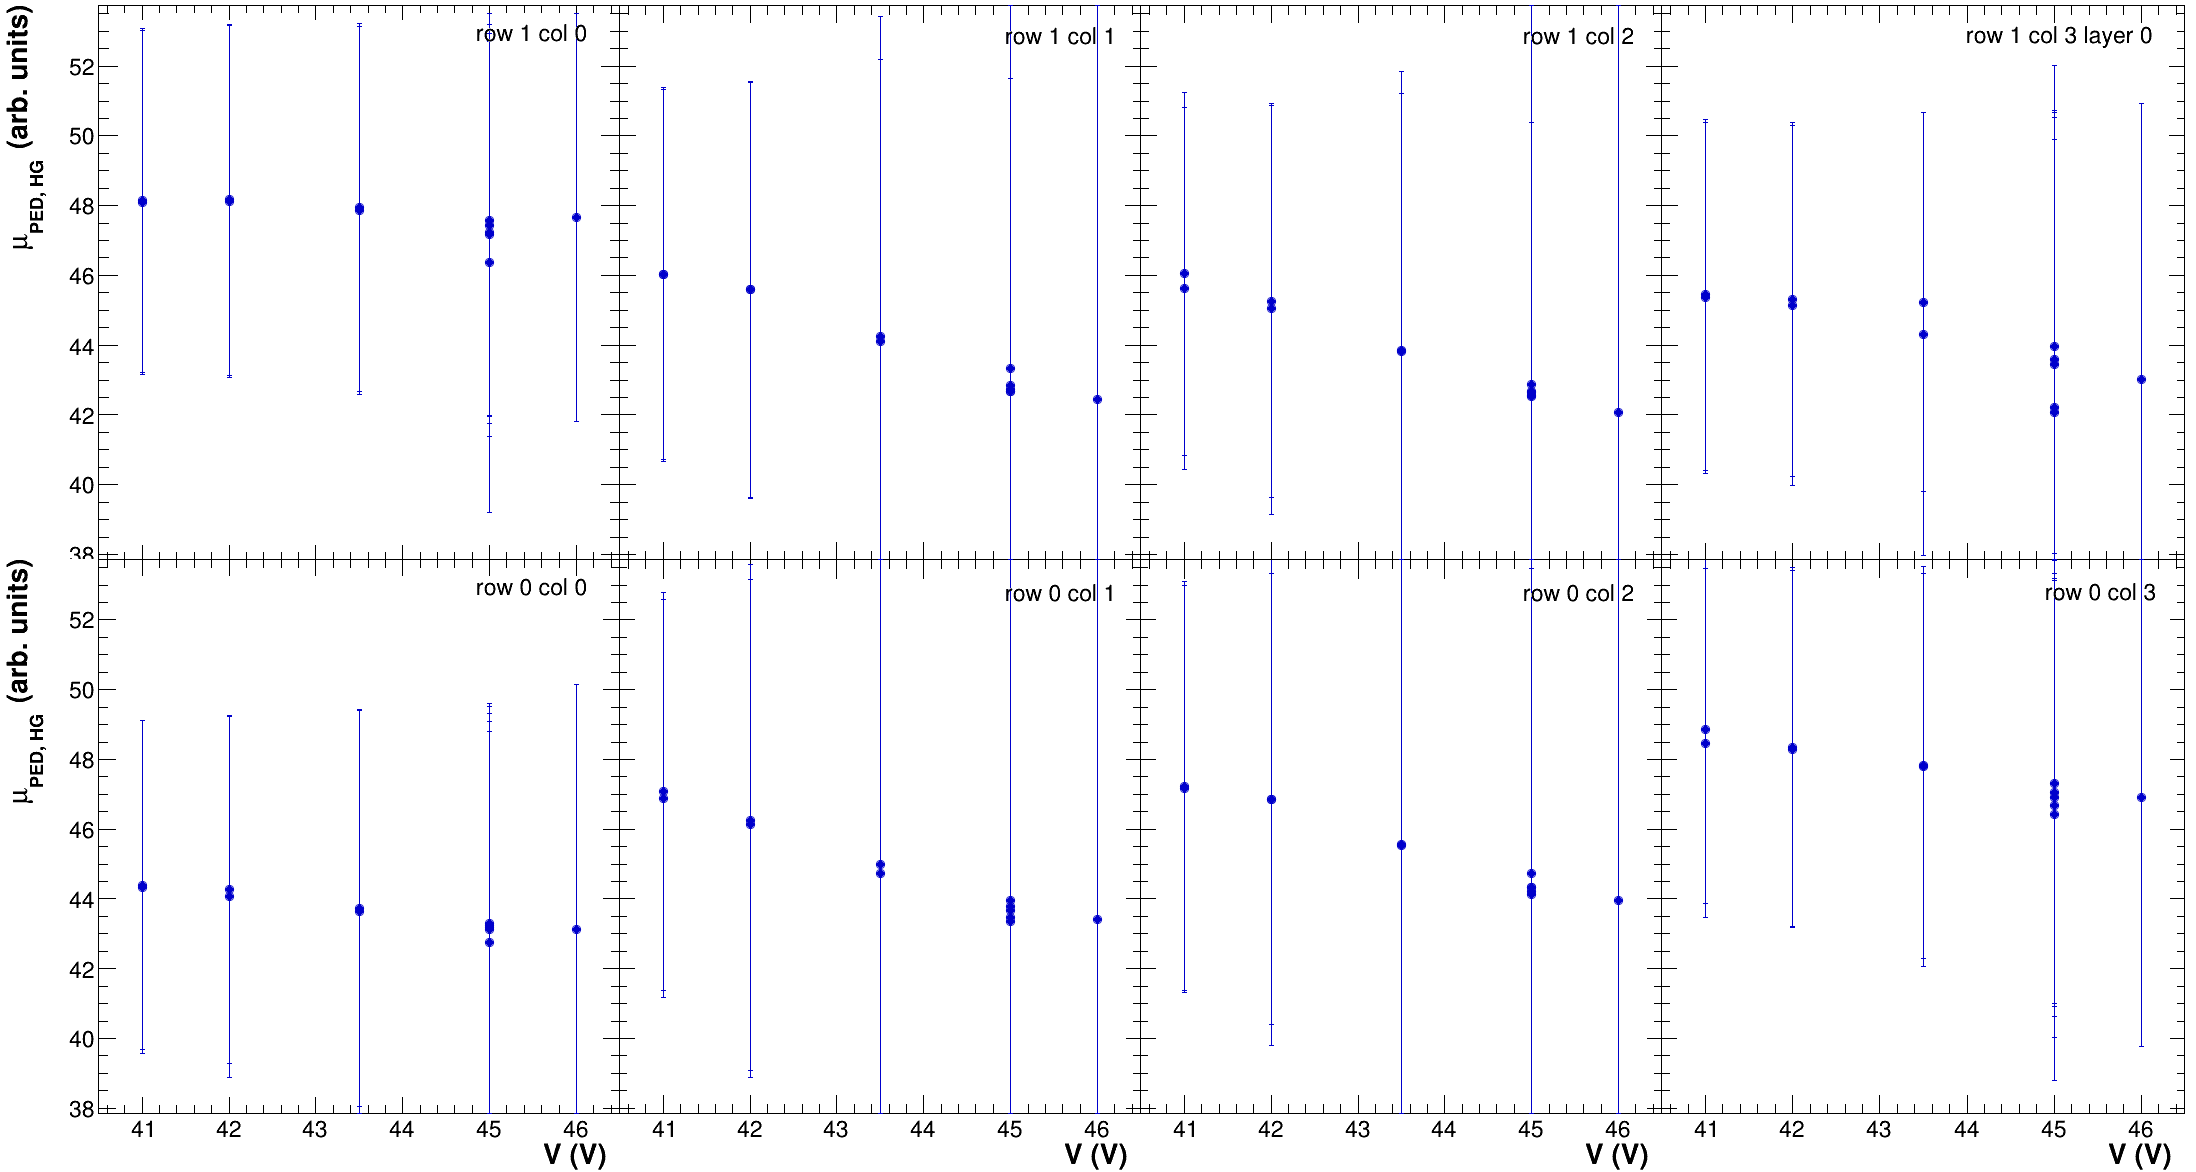 μPED, HG (arb. units)
52
50
48
46
44
42
40
38
row 1 col 0
row 1 col 1
row 1 col 2
row 1 col 3 layer 0
μPED, HG (arb. units)
52
50
48
46
44
42
40
38
row 0 col 0
row 0 col 1
row 0 col 2
row 0 col 3
41 42 43 44 45 46 41 42 43 44 45 46 41 42 43 44 45 46 41 42 43 44 45 46
V (V) V (V) V (V) V (V)